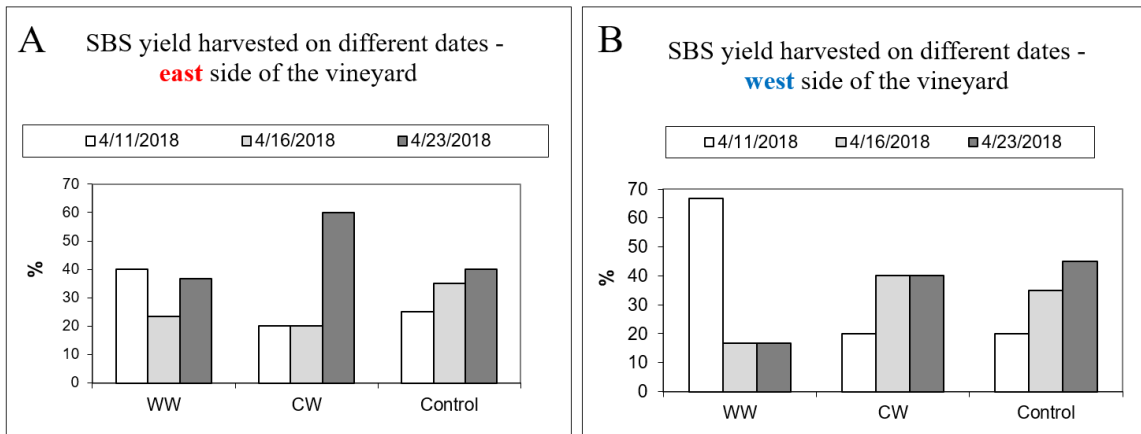 A
SBS yield harvested on different dates -
east side of the vineyard
4/11/2018 4/16/2018 4/23/2018
70
60
50
40
30
20
10
0
%
WW CW Control
B
SBS yield harvested on different dates -
west side of the vineyard
4/11/2018 4/16/2018 4/23/2018
70
60
50
40
30
20
10
0
%
WW CW Control